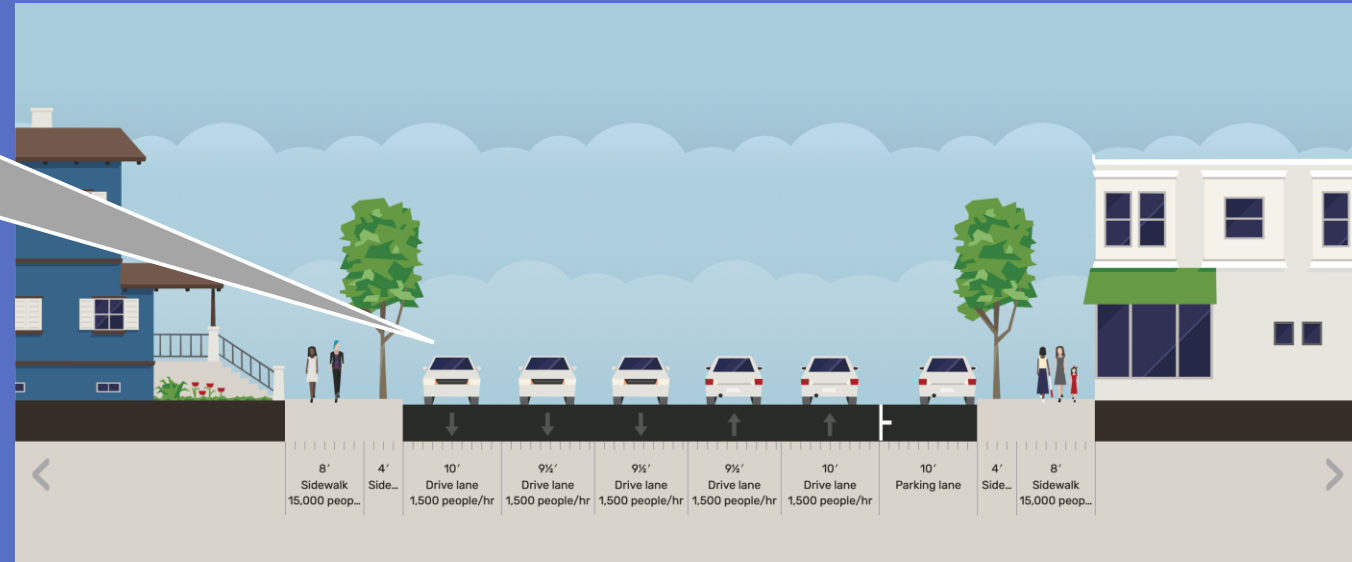 8′
Sidewalk
15,000 peop...
4′
Side...
10′
Drive lane
1,500 people/hr
9½′
Drive lane
1,500 people/hr
9½′
Drive lane
1,500 people/hr
9½′
Drive lane
1,500 people/hr
10′
Drive lane
1,500 people/hr
10′
Parking lane
4′
Side...
8′
Sidewalk
15,000 peop...